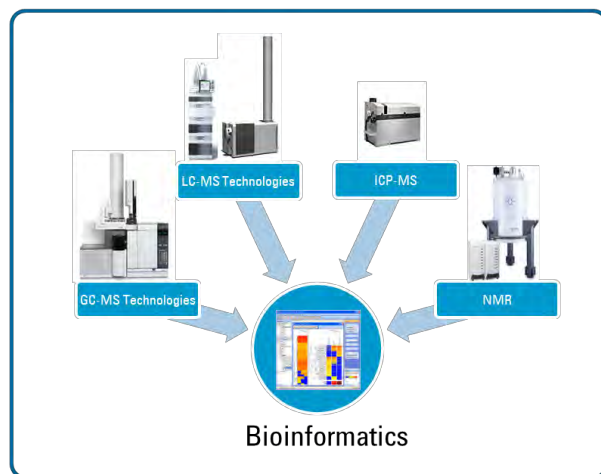 LC-MS Technologies
ICP-MS
GC-MS Technologies
NMR
Bioinformatics